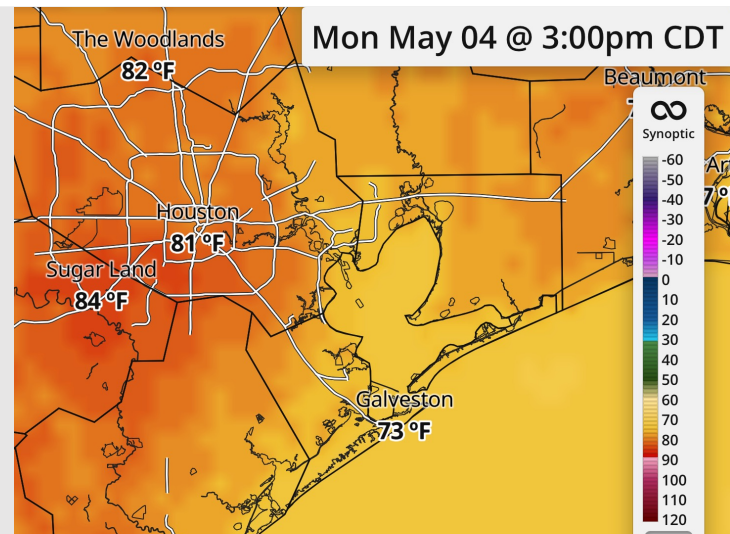 Mon May 04 @ 3:00pm CDT
The Woodlands
82 ºF
Beaumont
Synoptic
Houston
81 ºF
Sugar Land
84 ºF
Galveston
73 ºF
-60
-50
-40
-30
-20
-10
0
10
20
30
40
50
60
70
80
90
100
110
120